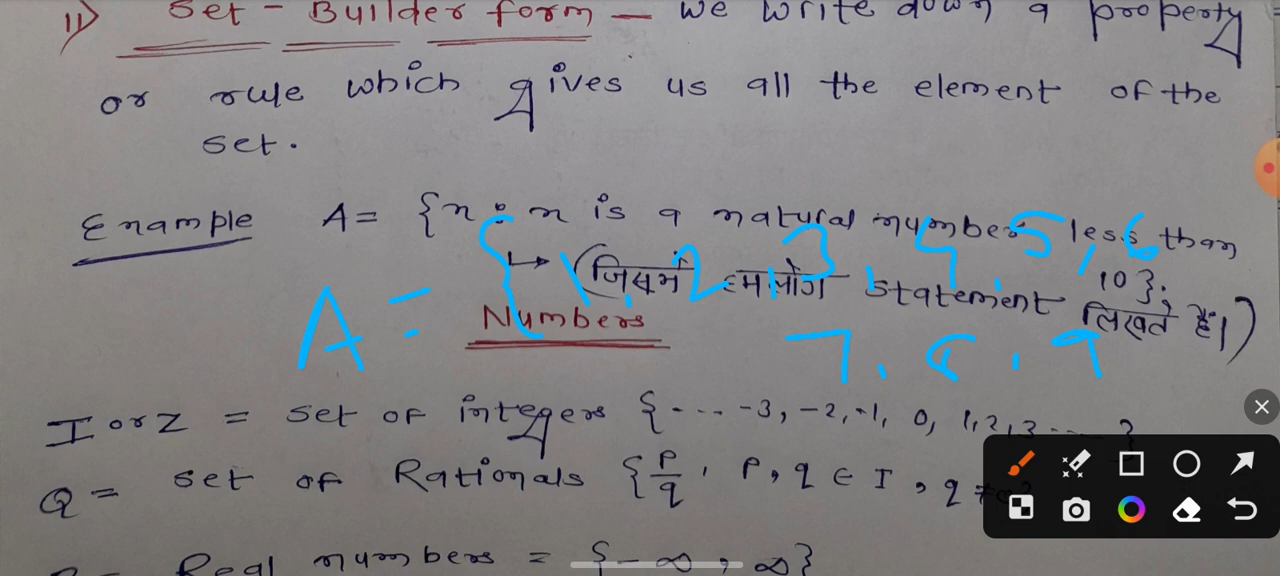 ii) Set - Builder form - we write down a property
or rule which gives us all the element of the
set.
Example A = {x : x is a natural number less than
10};
↳ (जिसमें हमलोग statement लिखते हैं।)
A = { 1, 2, 3, 4, 5, 6
7, 8, 9
Numbers
I or Z = set of integers {---- -3, -2, -1, 0, 1, 2, 3 ---- }
Q = set of Rationals { p/q , p, q ∈ I , q ≠
Real numbers = {-∞, ∞}